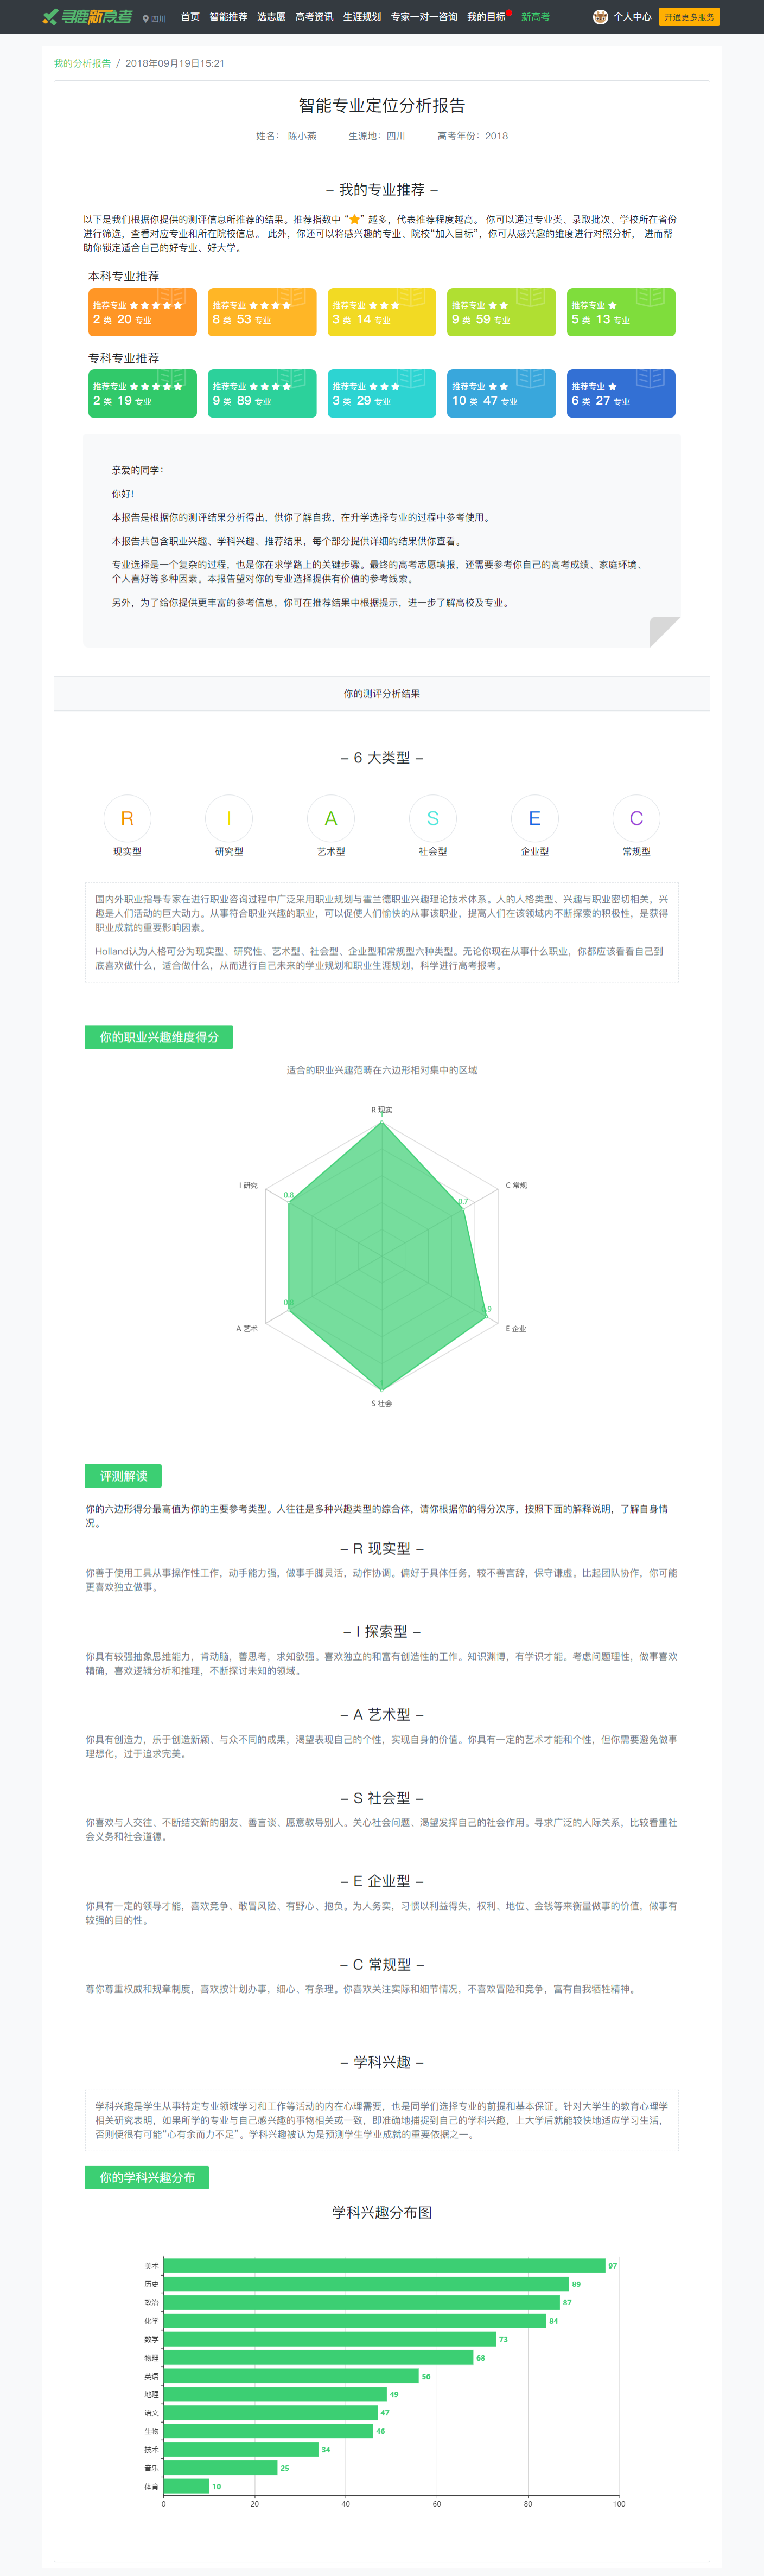 寻鹿新高考 四川 首页 智能推荐 选志愿 高考资讯 生涯规划 专家一对一咨询 我的目标 新高考 个人中心 开通更多服务
我的分析报告 / 2018年09月19日15:21
智能专业定位分析报告
姓名： 陈小燕 生源地：四川 高考年份：2018
– 我的专业推荐 –
以下是我们根据你提供的测评信息所推荐的结果。推荐指数中 “★” 越多，代表推荐程度越高。 你可以通过专业类、录取批次、学校所在省份
进行筛选，查看对应专业和所在院校信息。 此外，你还可以将感兴趣的专业、院校“加入目标”，你可从感兴趣的维度进行对照分析， 进而帮
助你锁定适合自己的好专业、好大学。
本科专业推荐
推荐专业 ★★★★★ 推荐专业 ★★★★ 推荐专业 ★★★ 推荐专业 ★★ 推荐专业 ★
2 类 20 专业 8 类 53 专业 3 类 14 专业 9 类 59 专业 5 类 13 专业
专科专业推荐
推荐专业 ★★★★★ 推荐专业 ★★★★ 推荐专业 ★★★ 推荐专业 ★★ 推荐专业 ★
2 类 19 专业 9 类 89 专业 3 类 29 专业 10 类 47 专业 6 类 27 专业
亲爱的同学：
你好！
本报告是根据你的测评结果分析得出，供你了解自我，在升学选择专业的过程中参考使用。
本报告共包含职业兴趣、学科兴趣、推荐结果，每个部分提供详细的结果供你查看。
专业选择是一个复杂的过程，也是你在求学路上的关键步骤。最终的高考志愿填报，还需要参考你自己的高考成绩、家庭环境、
个人喜好等多种因素。本报告望对你的专业选择提供有价值的参考线索。
另外，为了给你提供更丰富的参考信息，你可在推荐结果中根据提示，进一步了解高校及专业。
你的测评分析结果
– 6 大类型 –
R I A S E C
现实型 研究型 艺术型 社会型 企业型 常规型
国内外职业指导专家在进行职业咨询过程中广泛采用职业规划与霍兰德职业兴趣理论技术体系。人的人格类型、兴趣与职业密切相关，兴
趣是人们活动的巨大动力。从事符合职业兴趣的职业，可以促使人们愉快的从事该职业，提高人们在该领域内不断探索的积极性，是获得
职业成就的重要影响因素。
Holland认为人格可分为现实型、研究性、艺术型、社会型、企业型和常规型六种类型。无论你现在从事什么职业，你都应该看看自己到
底喜欢做什么，适合做什么，从而进行自己未来的学业规划和职业生涯规划，科学进行高考报考。
你的职业兴趣维度得分
适合的职业兴趣范畴在六边形相对集中的区域
R 现实
I 研究 C 常规
0.8 0.7
0.9
A 艺术 E 企业
S 社会
评测解读
你的六边形得分最高值为你的主要参考类型。人往往是多种兴趣类型的综合体，请你根据你的得分次序，按照下面的解释说明，了解自身情
况。
– R 现实型 –
你善于使用工具从事操作性工作，动手能力强，做事手脚灵活，动作协调。偏好于具体任务，较不善言辞，保守谦虚。比起团队协作，你可能
更喜欢独立做事。
– I 探索型 –
你具有较强抽象思维能力，肯动脑，善思考，求知欲强。喜欢独立的和富有创造性的工作。知识渊博，有学识才能。考虑问题理性，做事喜欢
精确，喜欢逻辑分析和推理，不断探讨未知的领域。
– A 艺术型 –
你具有创造力，乐于创造新颖、与众不同的成果，渴望表现自己的个性，实现自身的价值。你具有一定的艺术才能和个性，但你需要避免做事
理想化，过于追求完美。
– S 社会型 –
你喜欢与人交往、不断结交新的朋友、善言谈、愿意教导别人。关心社会问题、渴望发挥自己的社会作用。寻求广泛的人际关系，比较看重社
会义务和社会道德。
– E 企业型 –
你具有一定的领导才能，喜欢竞争、敢冒风险、有野心、抱负。为人务实，习惯以利益得失，权利、地位、金钱等来衡量做事的价值，做事有
较强的目的性。
– C 常规型 –
尊你尊重权威和规章制度，喜欢按计划办事，细心、有条理。你喜欢关注实际和细节情况，不喜欢冒险和竞争，富有自我牺牲精神。
– 学科兴趣 –
学科兴趣是学生从事特定专业领域学习和工作等活动的内在心理需要，也是同学们选择专业的前提和基本保证。针对大学生的教育心理学
相关研究表明，如果所学的专业与自己感兴趣的事物相关或一致，即准确地捕捉到自己的学科兴趣，上大学后就能较快地适应学习生活，
否则便很有可能“心有余而力不足”。学科兴趣被认为是预测学生学业成就的重要依据之一。
你的学科兴趣分布
学科兴趣分布图
美术 97
历史 89
政治 87
化学 84
数学 73
物理 68
英语 56
地理 49
语文 47
生物 46
技术 34
音乐 25
体育 10
0 20 40 60 80 100